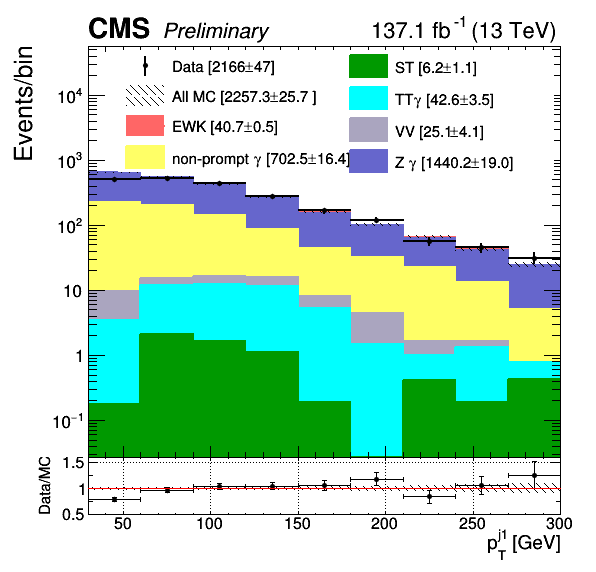 CMS Preliminary 137.1 fb⁻¹ (13 TeV)
Events/bin
Data [2166±47]
All MC [2257.3±25.7 ]
EWK [40.7±0.5]
non-prompt γ [702.5±16.4]
ST [6.2±1.1]
TTγ [42.6±3.5]
VV [25.1±4.1]
Z γ [1440.2±19.0]
10⁴
10³
10²
10
1
10⁻¹
Data/MC
1.5
1
0.5
50 100 150 200 250 300
p_T^j1 [GeV]